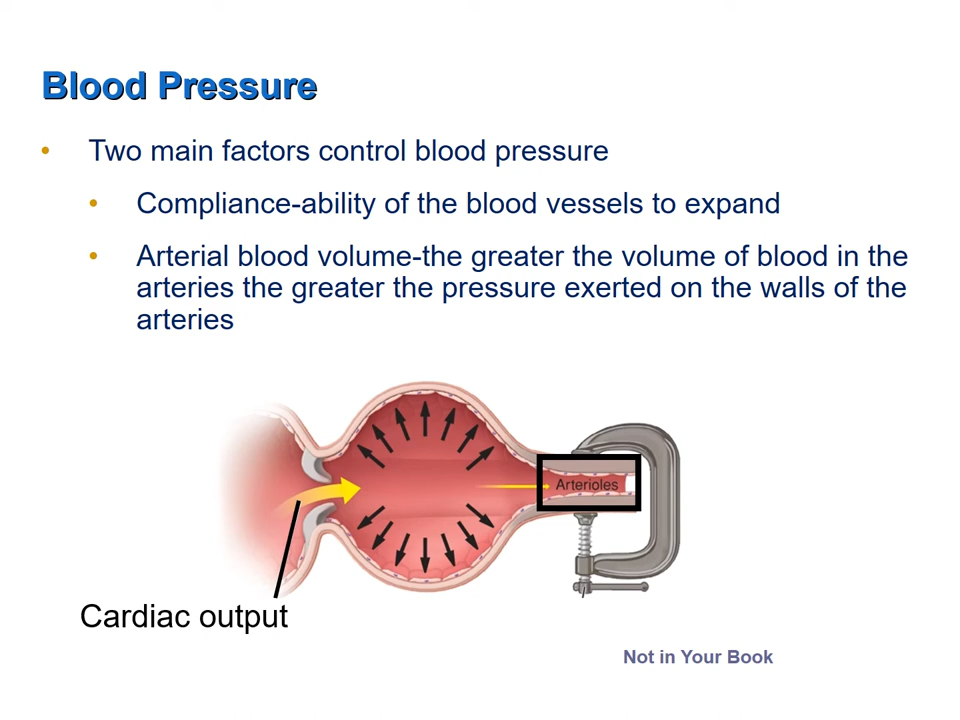 Blood Pressure
• Two main factors control blood pressure
• Compliance-ability of the blood vessels to expand
• Arterial blood volume-the greater the volume of blood in the
arteries the greater the pressure exerted on the walls of the
arteries
Arterioles
Cardiac output
Not in Your Book